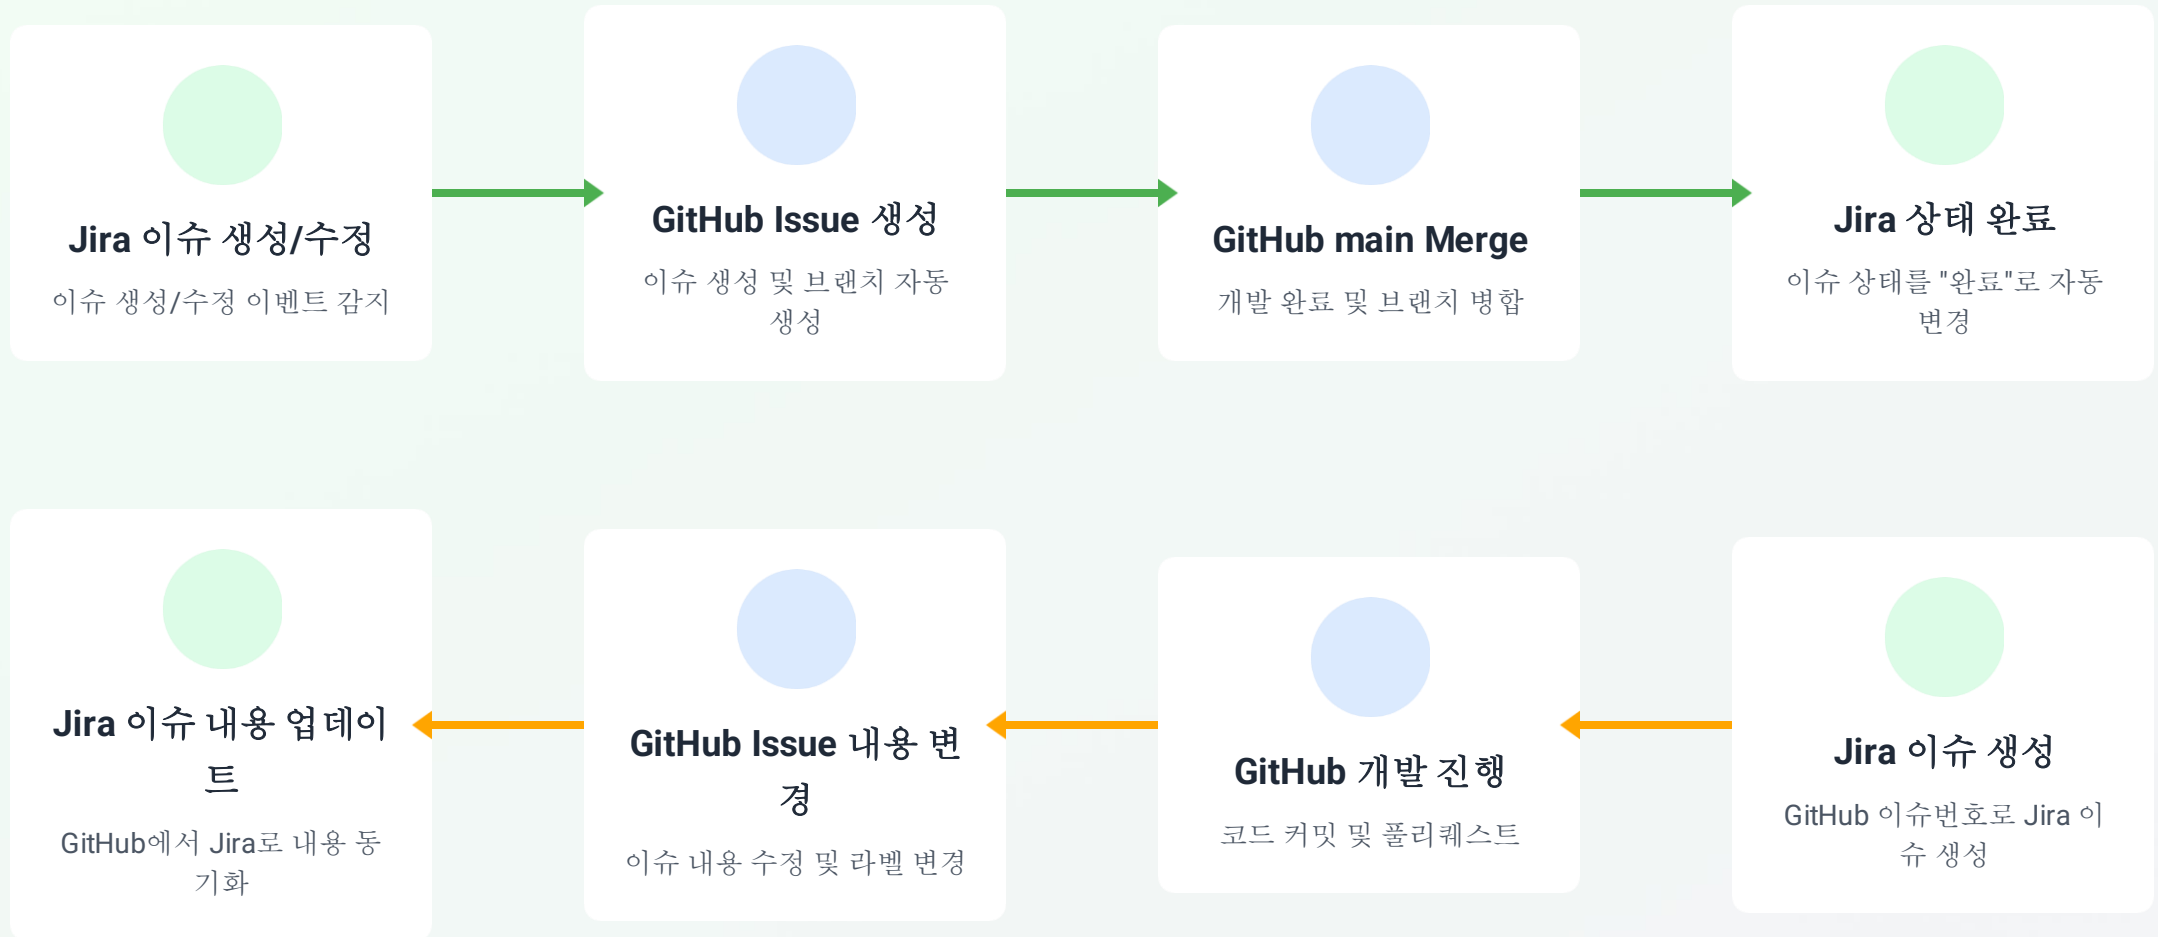 Jira 이슈 생성/수정
이슈 생성/수정 이벤트 감지
GitHub Issue 생성
이슈 생성 및 브랜치 자동
생성
GitHub main Merge
개발 완료 및 브랜치 병합
Jira 상태 완료
이슈 상태를 "완료"로 자동
변경
Jira 이슈 내용 업데이
트
GitHub에서 Jira로 내용 동
기화
GitHub Issue 내용 변
경
이슈 내용 수정 및 라벨 변경
GitHub 개발 진행
코드 커밋 및 풀리퀘스트
Jira 이슈 생성
GitHub 이슈번호로 Jira 이
슈 생성